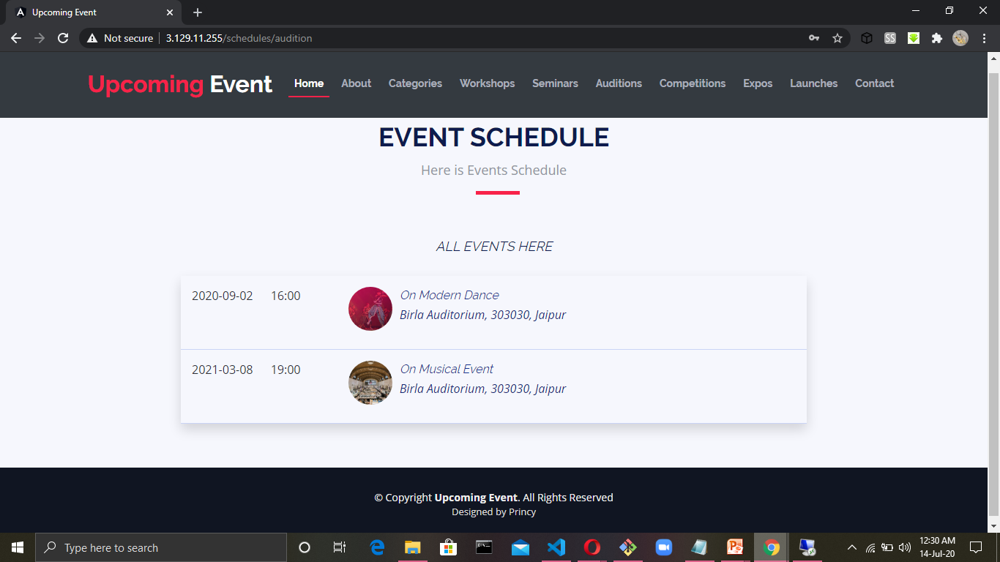 Upcoming Event
Not secure 3.129.11.255/schedules/audition
SS
Upcoming Event
Home About Categories Workshops Seminars Auditions Competitions Expos Launches Contact
EVENT SCHEDULE
Here is Events Schedule
ALL EVENTS HERE
2020-09-02 16:00 On Modern Dance
Birla Auditorium, 303030, Jaipur
2021-03-08 19:00 On Musical Event
Birla Auditorium, 303030, Jaipur
© Copyright Upcoming Event. All Rights Reserved
Designed by Princy
Type here to search
12:30 AM
14-Jul-20